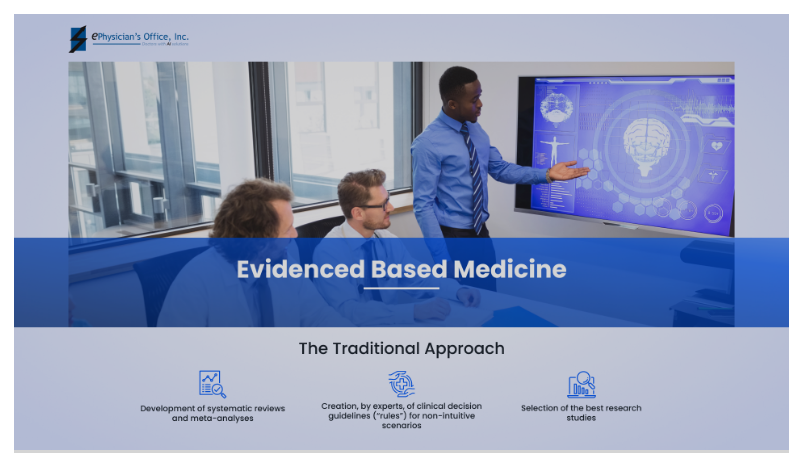 ePhysician's Office, Inc.
Doctors with AI solutions
Evidenced Based Medicine
The Traditional Approach
Development of systematic reviews
and meta-analyses
Creation, by experts, of clinical decision
guidelines ("rules") for non-intuitive
scenarios
Selection of the best research
studies